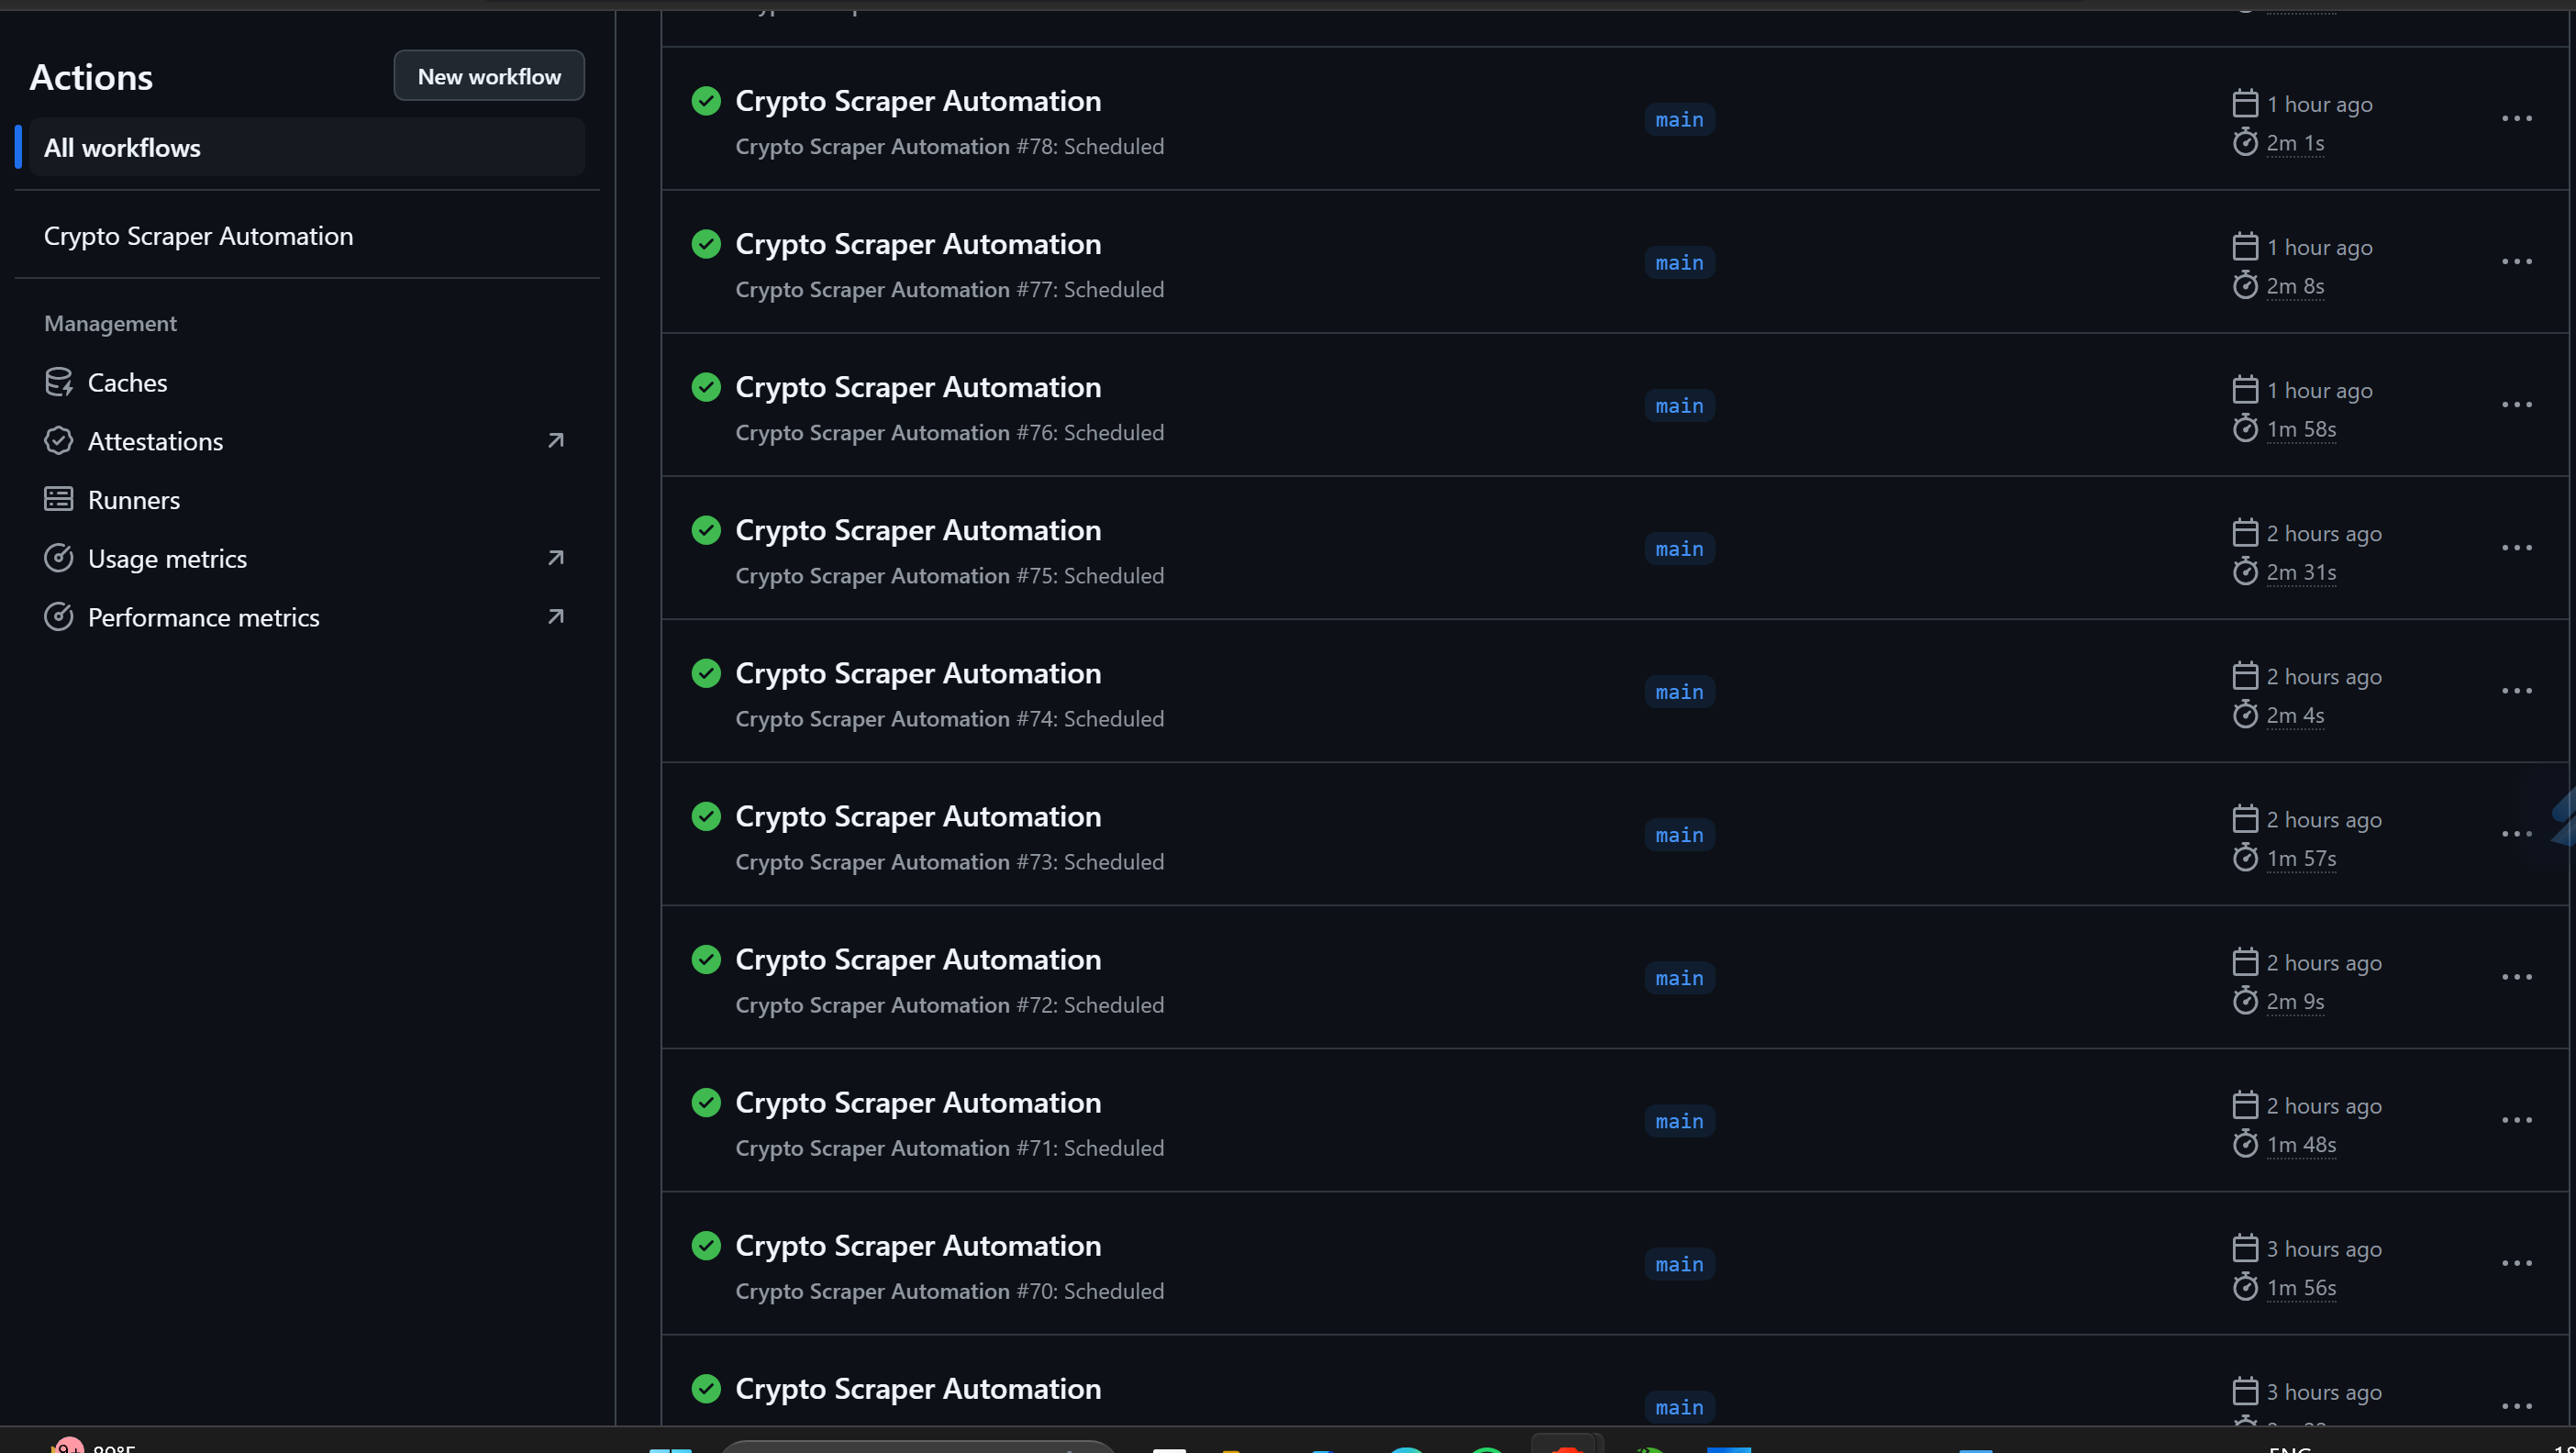 Actions
New workflow
All workflows
Crypto Scraper Automation
Management
Caches
Attestations
Runners
Usage metrics
Performance metrics
Crypto Scraper Automation
Crypto Scraper Automation #78: Scheduled
main
1 hour ago
2m 1s
Crypto Scraper Automation
Crypto Scraper Automation #77: Scheduled
main
1 hour ago
2m 8s
Crypto Scraper Automation
Crypto Scraper Automation #76: Scheduled
main
1 hour ago
1m 58s
Crypto Scraper Automation
Crypto Scraper Automation #75: Scheduled
main
2 hours ago
2m 31s
Crypto Scraper Automation
Crypto Scraper Automation #74: Scheduled
main
2 hours ago
2m 4s
Crypto Scraper Automation
Crypto Scraper Automation #73: Scheduled
main
2 hours ago
1m 57s
Crypto Scraper Automation
Crypto Scraper Automation #72: Scheduled
main
2 hours ago
2m 9s
Crypto Scraper Automation
Crypto Scraper Automation #71: Scheduled
main
2 hours ago
1m 48s
Crypto Scraper Automation
Crypto Scraper Automation #70: Scheduled
main
3 hours ago
1m 56s
Crypto Scraper Automation
main
3 hours ago
9+
ENG